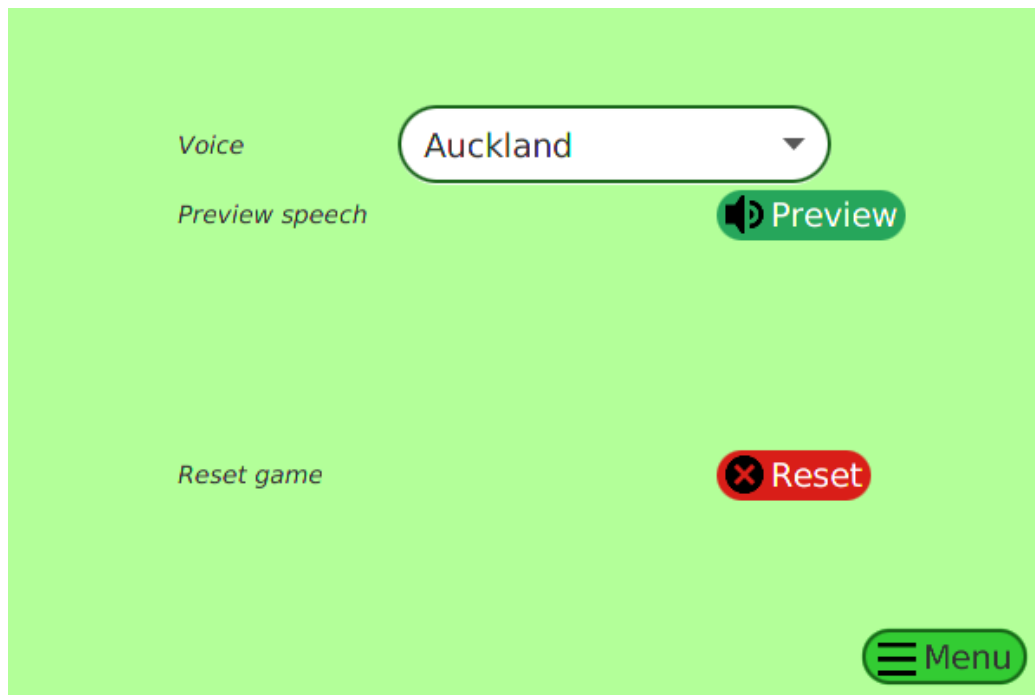 Voice
Auckland
Preview speech
Preview
Reset game
Reset
Menu